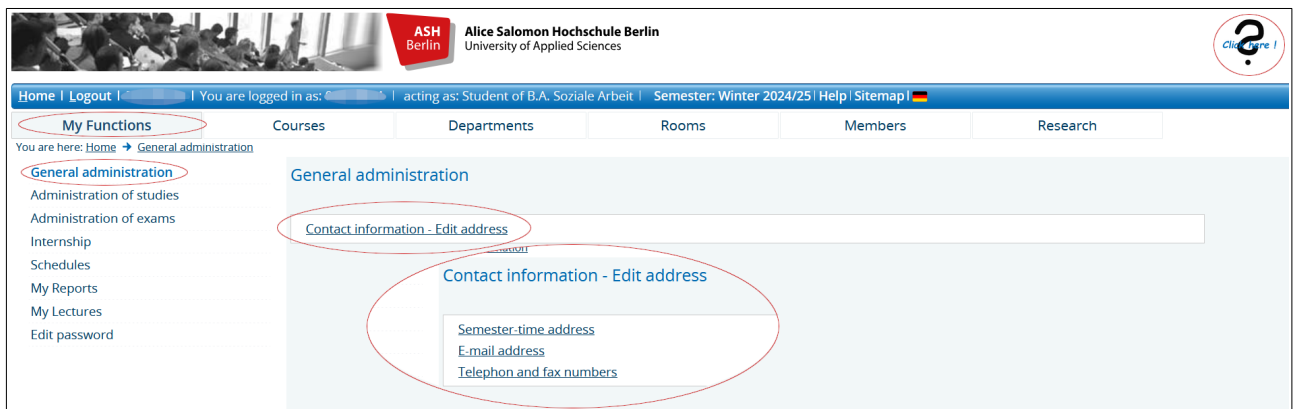 ASH
Berlin
Alice Salomon Hochschule Berlin
University of Applied Sciences
Click here !
Home | Logout | | You are logged in as: | acting as: Student of B.A. Soziale Arbeit | Semester: Winter 2024/25 | Help | Sitemap |
My Functions Courses Departments Rooms Members Research
You are here: Home → General administration
General administration
Administration of studies
Administration of exams
Internship
Schedules
My Reports
My Lectures
Edit password
General administration
Contact information - Edit address
Contact information - Edit address
Semester-time address
E-mail address
Telephon and fax numbers